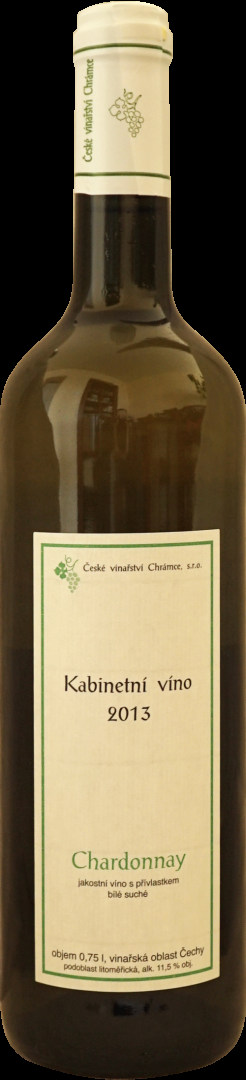 České vinařství Chrámce
České vinařství Chrámce, s.r.o.
Kabinetní víno
2013
Chardonnay
jakostní víno s přívlastkem
bílé suché
objem 0,75 l, vinařská oblast Čechy
podoblast litoměřická, alk. 11,5 % obj.